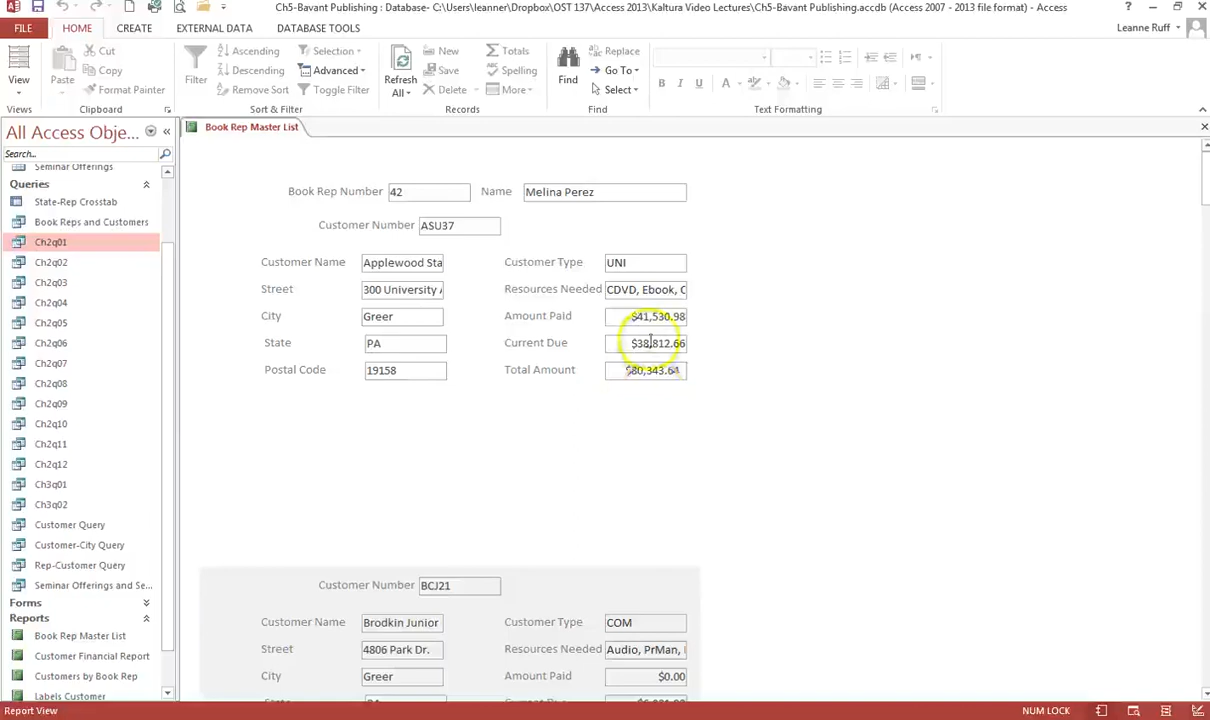 Ch5-Bavant Publishing : Database- C:\Users\leanner\Dropbox\OST 137\Access 2013\Kaltura Video Lectures\Ch5-Bavant Publishing.accdb (Access 2007 - 2013 file format) - Access
FILE HOME CREATE EXTERNAL DATA DATABASE TOOLS Leanne Ruff
View
Views
Paste
Cut
Copy
Format Painter
Clipboard
Filter
Ascending
Descending
Remove Sort
Selection
Advanced
Toggle Filter
Sort & Filter
Refresh All
New
Save
Delete
Totals
Spelling
More
Records
Find
Replace
Go To
Select
Find
B I U A
Text Formatting
All Access Obje...
Search...
Seminar Offerings
Queries
State-Rep Crosstab
Book Reps and Customers
Ch2q01
Ch2q02
Ch2q03
Ch2q04
Ch2q05
Ch2q06
Ch2q07
Ch2q08
Ch2q09
Ch2q10
Ch2q11
Ch2q12
Ch3q01
Ch3q02
Customer Query
Customer-City Query
Rep-Customer Query
Seminar Offerings and Se...
Forms
Reports
Book Rep Master List
Customer Financial Report
Customers by Book Rep
Labels Customer
Book Rep Master List
Book Rep Number 42 Name Melina Perez
Customer Number ASU37
Customer Name Applewood Sta Customer Type UNI
Street 300 University Resources Needed CDVD, Ebook,
City Greer Amount Paid $41,530.98
State PA Current Due $38,812.66
Postal Code 19158 Total Amount $80,343.64
Customer Number BCJ21
Customer Name Brodkin Junior Customer Type COM
Street 4806 Park Dr. Resources Needed Audio, PrMan,
City Greer Amount Paid $0.00
Report View NUM LOCK